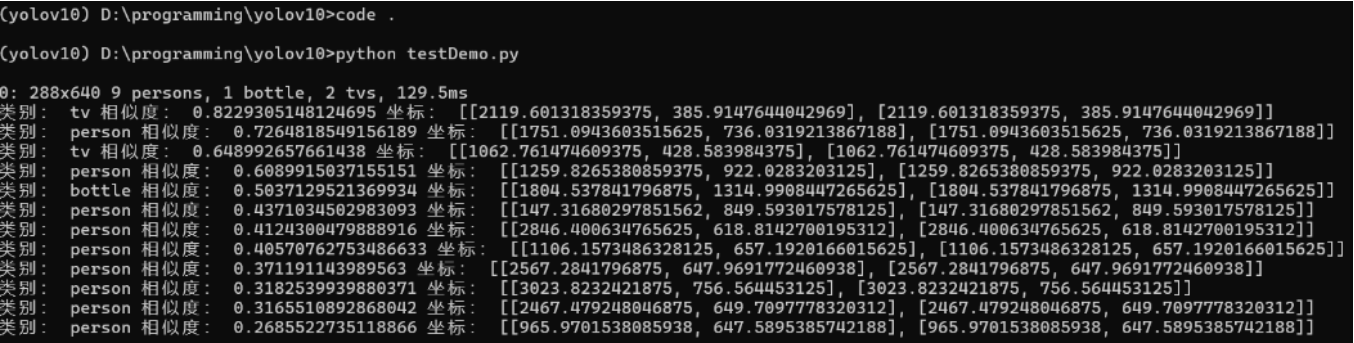 (yolov10) D:\programming\yolov10>code .
(yolov10) D:\programming\yolov10>python testDemo.py
0: 288x640 9 persons, 1 bottle, 2 tvs, 129.5ms
类别： tv 相似度： 0.8229305148124695 坐标： [[2119.601318359375, 385.9147644042969], [2119.601318359375, 385.9147644042969]]
类别： person 相似度： 0.7264818549156189 坐标： [[1751.0943603515625, 736.0319213867188], [1751.0943603515625, 736.0319213867188]]
类别： tv 相似度： 0.648992657661438 坐标： [[1062.761474609375, 428.583984375], [1062.761474609375, 428.583984375]]
类别： person 相似度： 0.6089915037155151 坐标： [[1259.8265380859375, 922.0283203125], [1259.8265380859375, 922.0283203125]]
类别： bottle 相似度： 0.5037129521369934 坐标： [[1804.537841796875, 1314.9908447265625], [1804.537841796875, 1314.9908447265625]]
类别： person 相似度： 0.4371034502983093 坐标： [[147.31680297851562, 849.593017578125], [147.31680297851562, 849.593017578125]]
类别： person 相似度： 0.4124300479888916 坐标： [[2846.400634765625, 618.8142700195312], [2846.400634765625, 618.8142700195312]]
类别： person 相似度： 0.40570762753486633 坐标： [[1106.1573486328125, 657.1920166015625], [1106.1573486328125, 657.1920166015625]]
类别： person 相似度： 0.371191143989563 坐标： [[2567.2841796875, 647.9691772460938], [2567.2841796875, 647.9691772460938]]
类别： person 相似度： 0.3182539939880371 坐标： [[3023.8232421875, 756.564453125], [3023.8232421875, 756.564453125]]
类别： person 相似度： 0.3165510892868042 坐标： [[2467.479248046875, 649.7097778320312], [2467.479248046875, 649.7097778320312]]
类别： person 相似度： 0.2685522735118866 坐标： [[965.9701538085938, 647.5895385742188], [965.9701538085938, 647.5895385742188]]